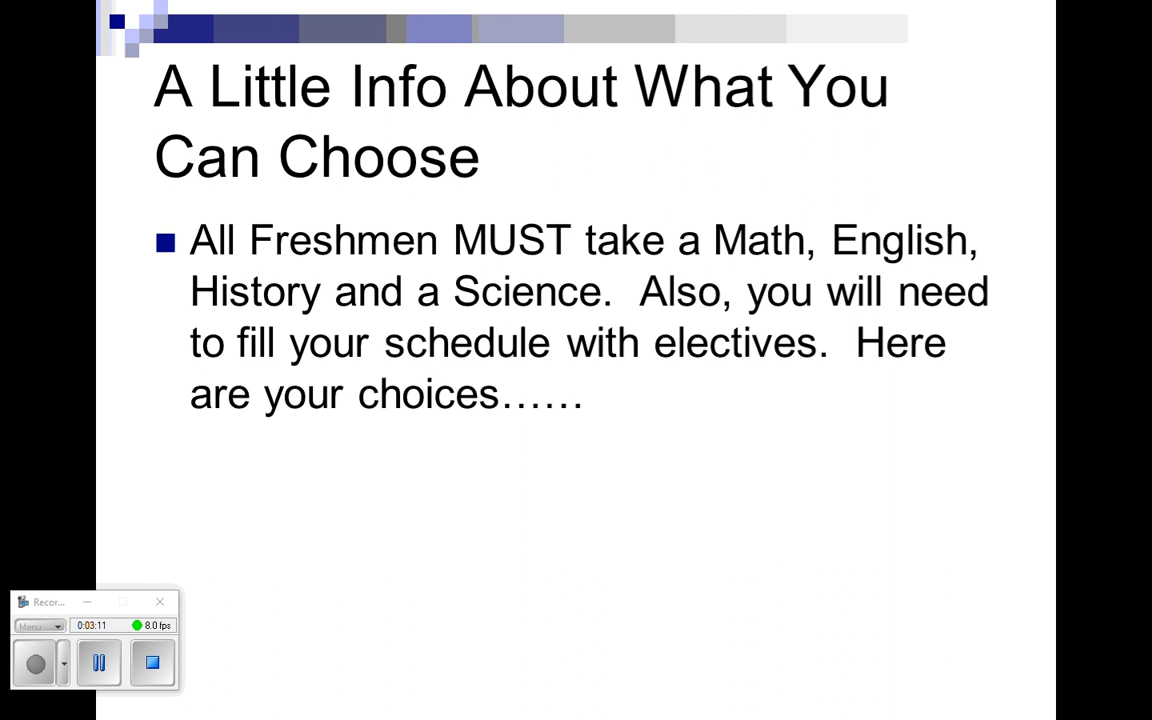 A Little Info About What You
Can Choose
All Freshmen MUST take a Math, English,
History and a Science.  Also, you will need
to fill your schedule with electives.  Here
are your choices……
Recor...
Menu
0:03:11
8.0 fps